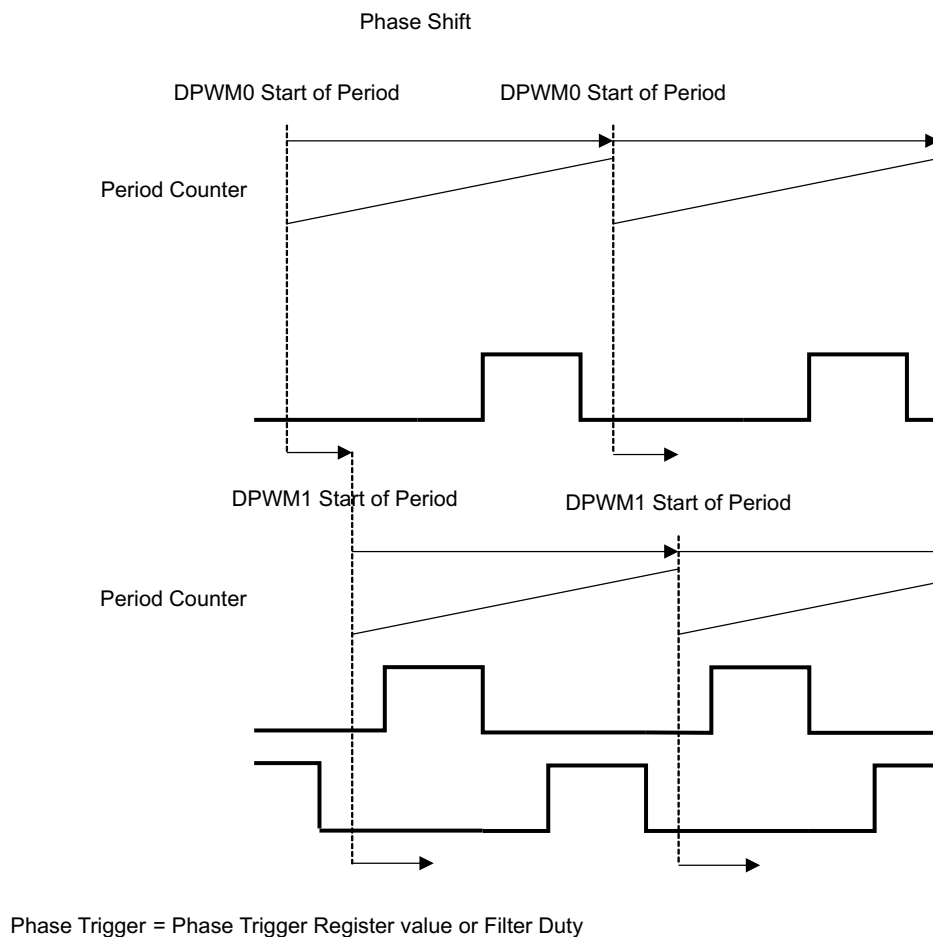 Phase Shift
DPWM0 Start of Period
DPWM0 Start of Period
Period Counter
DPWM1 Start of Period
DPWM1 Start of Period
Period Counter
Phase Trigger = Phase Trigger Register value or Filter Duty